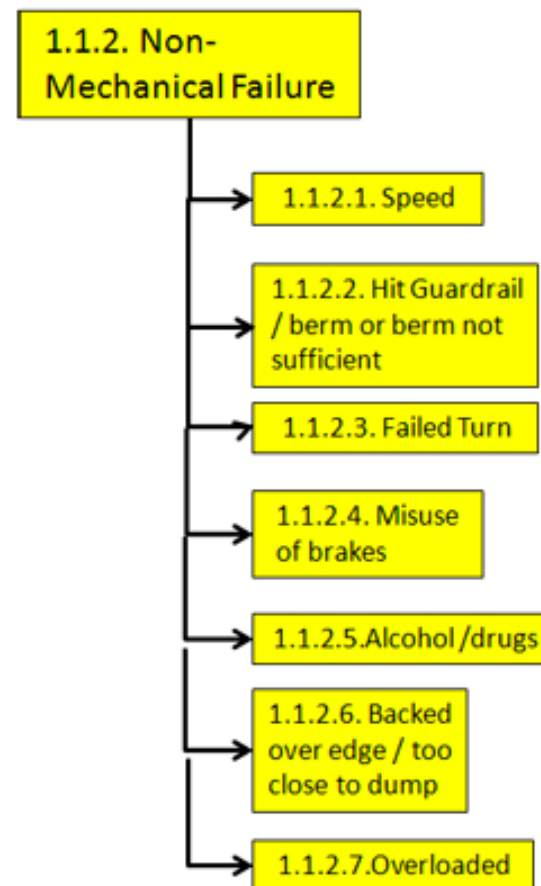 1.1.2. Non-
Mechanical Failure
1.1.2.1. Speed
1.1.2.2. Hit Guardrail
/ berm or berm not
sufficient
1.1.2.3. Failed Turn
1.1.2.4. Misuse
of brakes
1.1.2.5.Alcohol /drugs
1.1.2.6. Backed
over edge / too
close to dump
1.1.2.7.Overloaded